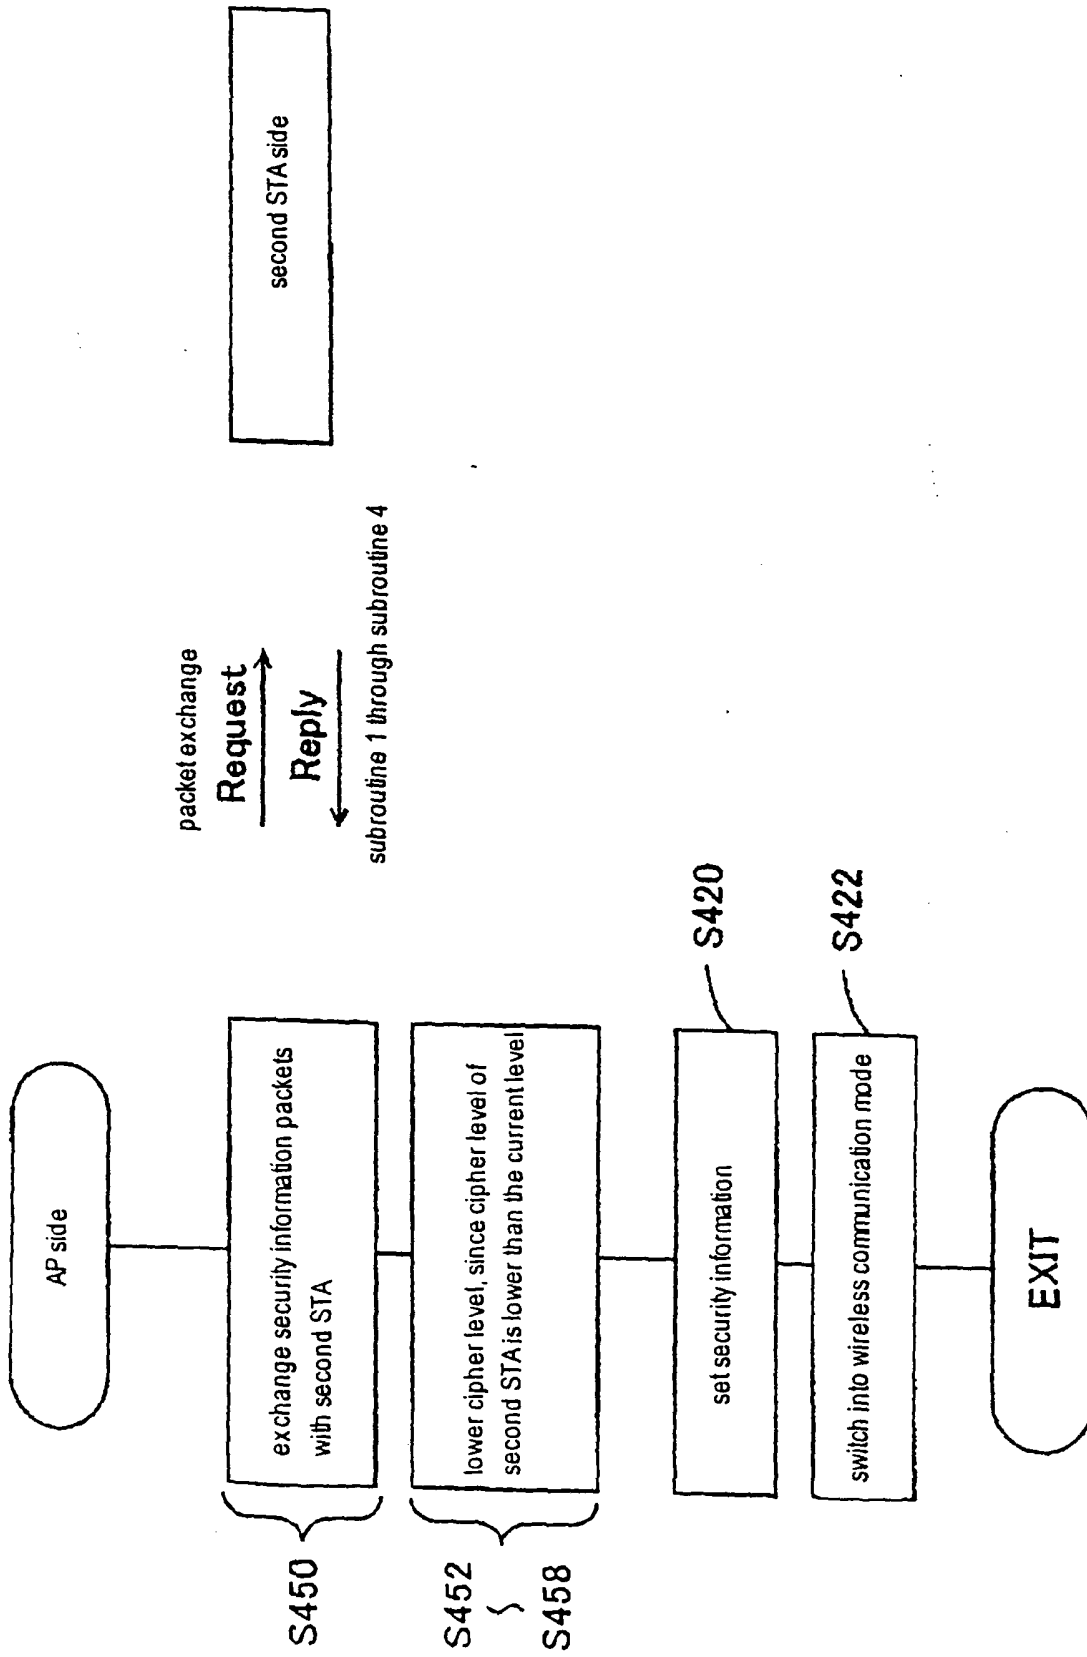 AP side
S450
exchange security information packets
with second STA
packet exchange
Request
Reply
subroutine 1 through subroutine 4
second STA side
S452
~
S458
lower cipher level, since cipher level of
second STA is lower than the current level
set security information
S420
switch into wireless communication mode
S422
EXIT